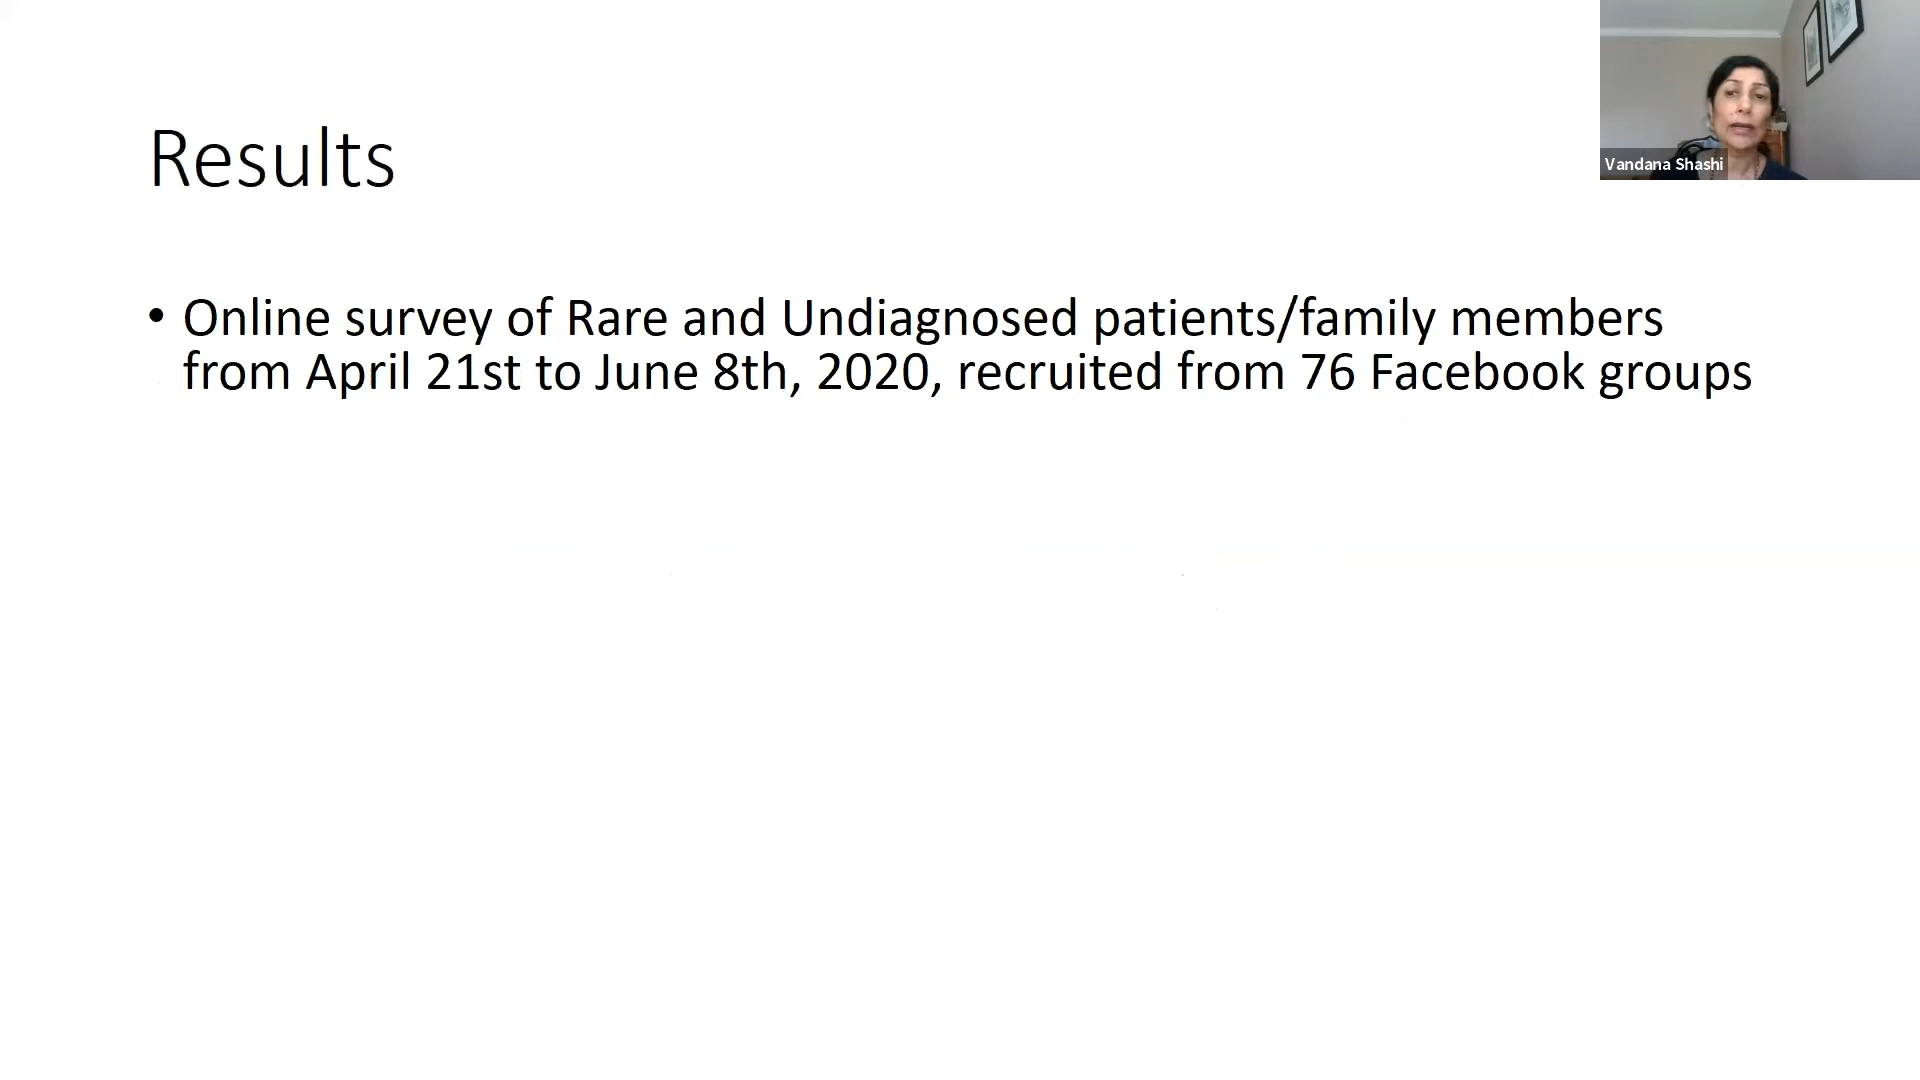 Results
• Online survey of Rare and Undiagnosed patients/family members
from April 21st to June 8th, 2020, recruited from 76 Facebook groups
Vandana Shashi